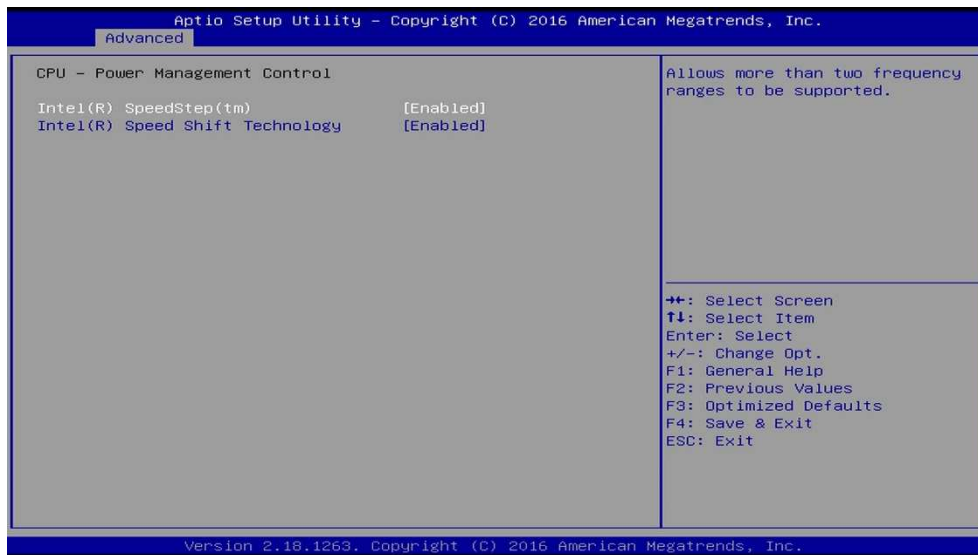 Aptio Setup Utility – Copyright (C) 2016 American Megatrends, Inc.
Advanced
CPU – Power Management Control
Intel(R) SpeedStep(tm) [Enabled]
Intel(R) Speed Shift Technology [Enabled]
Allows more than two frequency
ranges to be supported.
→←: Select Screen
↑↓: Select Item
Enter: Select
+/-: Change Opt.
F1: General Help
F2: Previous Values
F3: Optimized Defaults
F4: Save & Exit
ESC: Exit
Version 2.18.1263. Copyright (C) 2016 American Megatrends, Inc.